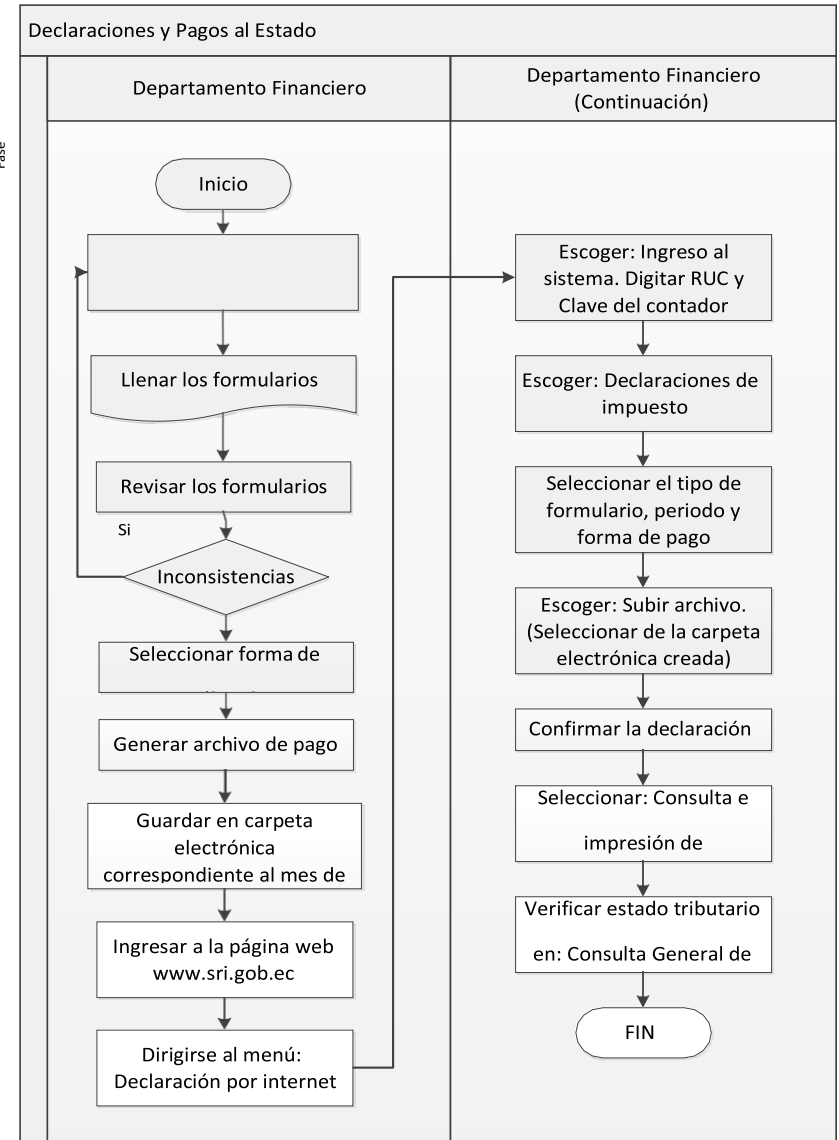 Declaraciones y Pagos al Estado
Departamento Financiero
Departamento Financiero
(Continuación)
Fase
Inicio
Llenar los formularios
Revisar los formularios
Si
Inconsistencias
Seleccionar forma de
Generar archivo de pago
Guardar en carpeta
electrónica
correspondiente al mes de
Ingresar a la página web
www.sri.gob.ec
Dirigirse al menú:
Declaración por internet
Escoger: Ingreso al
sistema. Digitar RUC y
Clave del contador
Escoger: Declaraciones de
impuesto
Seleccionar el tipo de
formulario, periodo y
forma de pago
Escoger: Subir archivo.
(Seleccionar de la carpeta
electrónica creada)
Confirmar la declaración
Seleccionar: Consulta e
impresión de
Verificar estado tributario
en: Consulta General de
FIN